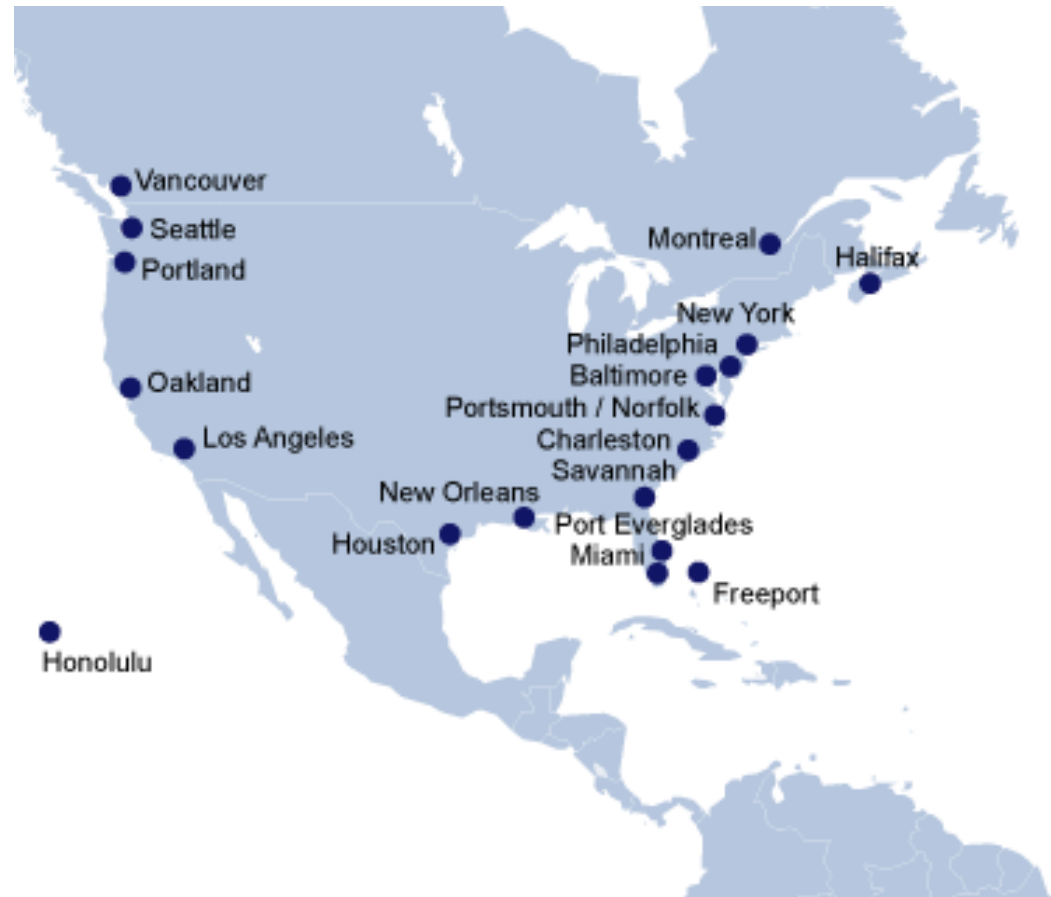 Vancouver
Seattle
Portland
Montreal
Halifax
New York
Philadelphia
Baltimore
Oakland
Portsmouth / Norfolk
Los Angeles
Charleston
Savannah
New Orleans
Port Everglades
Houston
Miami
Freeport
Honolulu